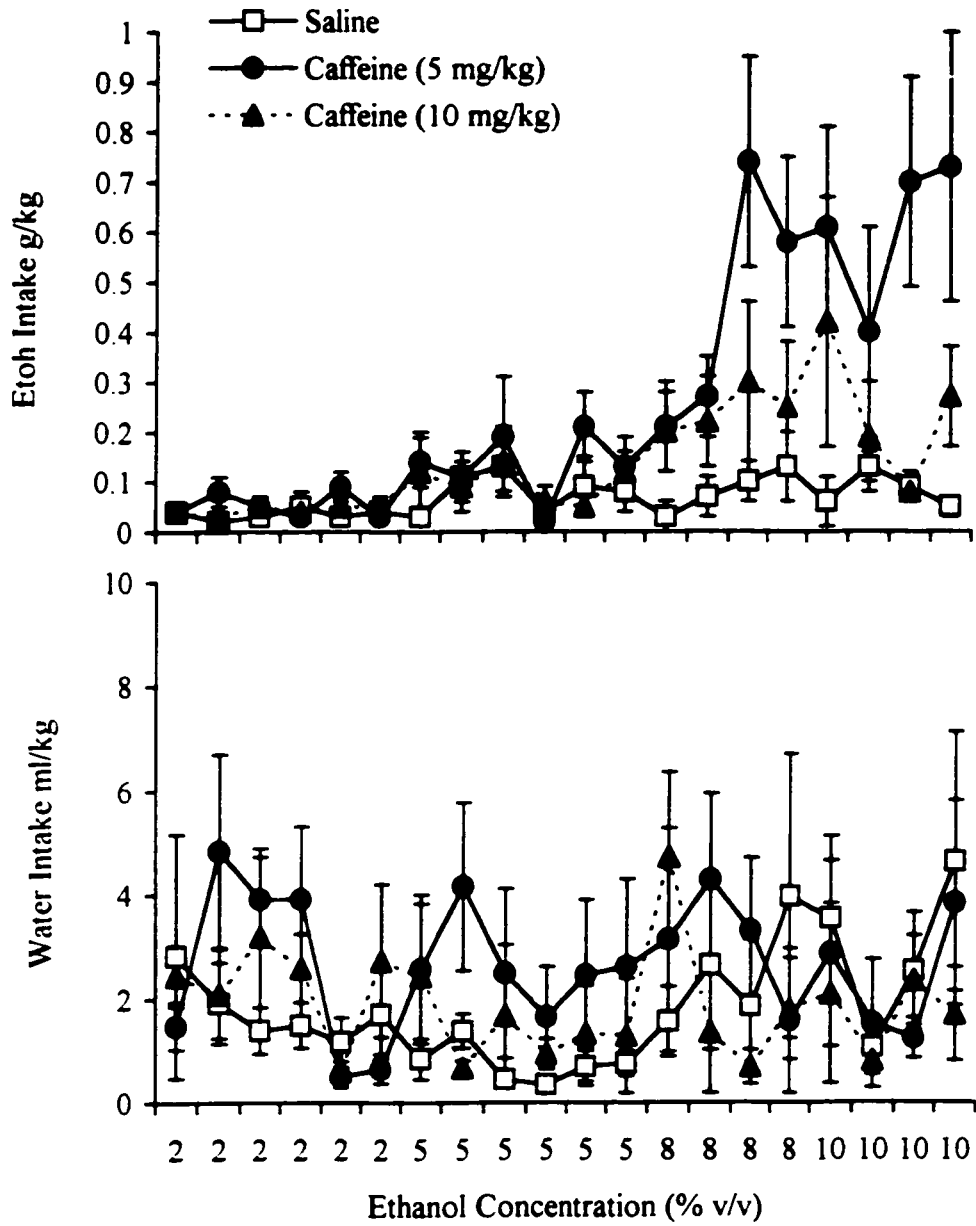 Saline
Caffeine (5 mg/kg)
Caffeine (10 mg/kg)
Etoh Intake g/kg
1
0.9
0.8
0.7
0.6
0.5
0.4
0.3
0.2
0.1
0
Water Intake ml/kg
10
8
6
4
2
0
2 2 2 2 2 2 5 5 5 5 5 5 8 8 8 8 10 10 10 10
Ethanol Concentration (% v/v)